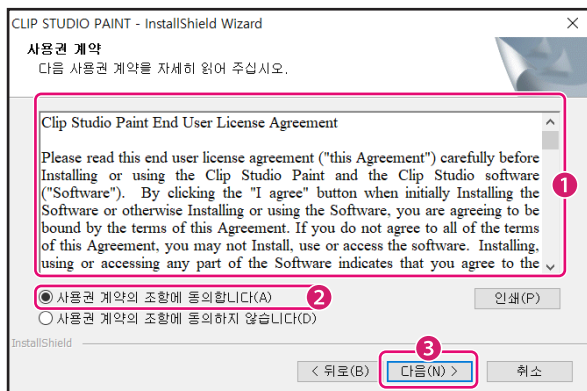 CLIP STUDIO PAINT - InstallShield Wizard
사용권 계약
다음 사용권 계약을 자세히 읽어 주십시오.
Clip Studio Paint End User License Agreement
Please read this end user license agreement ("this Agreement") carefully before
Installing or using the Clip Studio Paint and the Clip Studio software
("Software"). By clicking the "I agree" button when initially Installing the
Software or otherwise Installing or using the Software, you are agreeing to be
bound by the terms of this Agreement. If you do not agree to all of the terms
of this Agreement, you may not Install, use or access the software. Installing,
using or accessing any part of the Software indicates that you agree to the
1
사용권 계약의 조항에 동의합니다(A)
2
인쇄(P)
사용권 계약의 조항에 동의하지 않습니다(D)
InstallShield
3
< 뒤로(B)
다음(N) >
취소